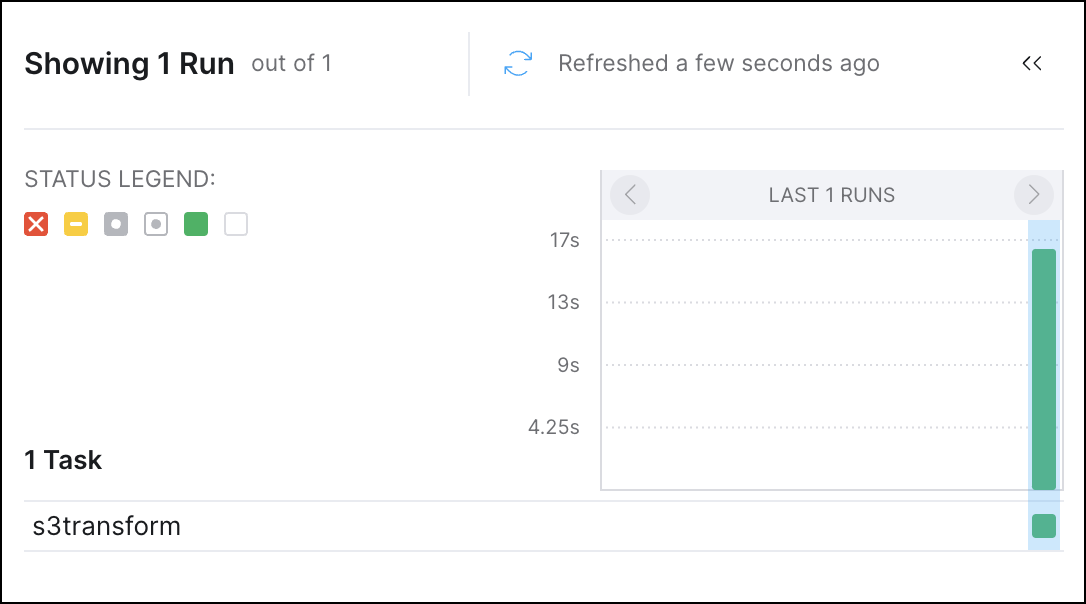 Showing 1 Run out of 1
Refreshed a few seconds ago
STATUS LEGEND:
LAST 1 RUNS
17s
13s
9s
4.25s
1 Task
s3transform